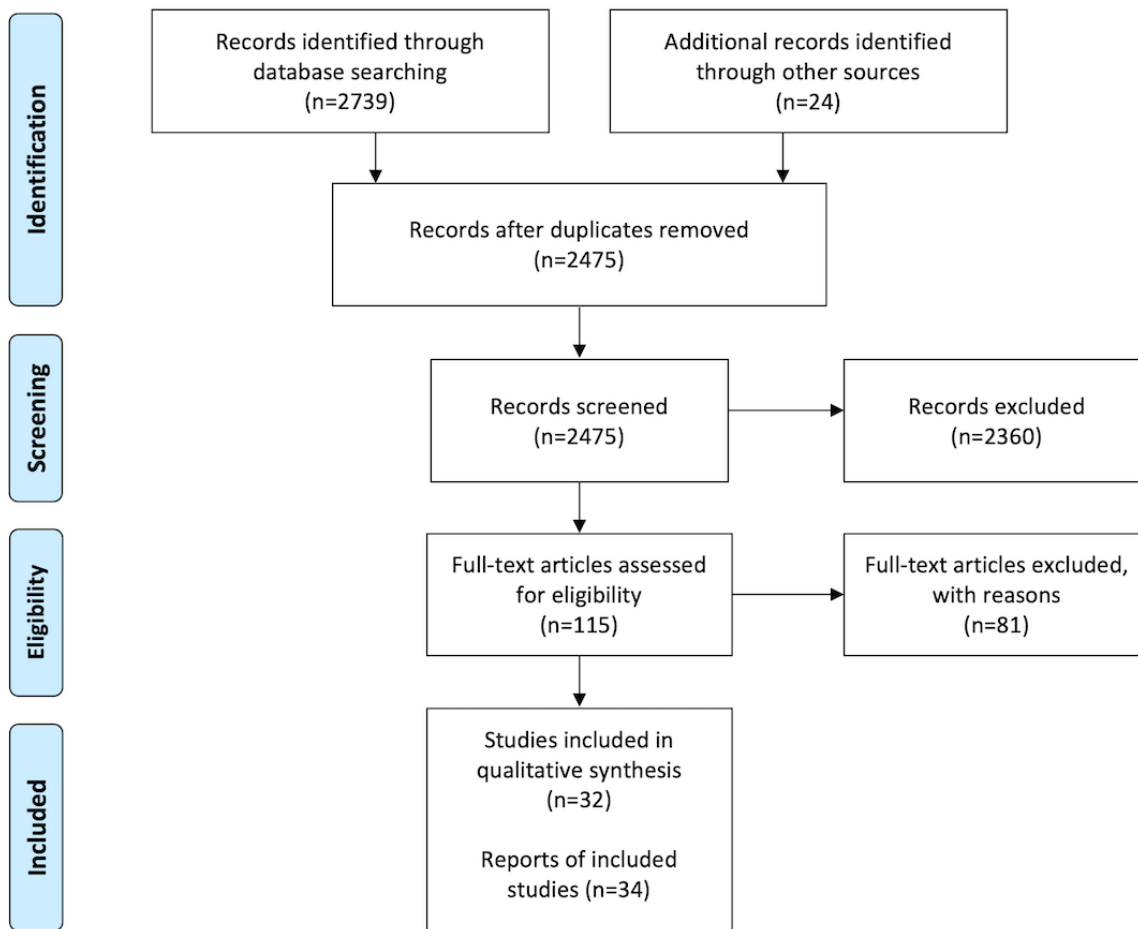 Identification
Records identified through
database searching
(n=2739)
Additional records identified
through other sources
(n=24)
Records after duplicates removed
(n=2475)
Screening
Records screened
(n=2475)
Records excluded
(n=2360)
Eligibility
Full-text articles assessed
for eligibility
(n=115)
Full-text articles excluded,
with reasons
(n=81)
Included
Studies included in
qualitative synthesis
(n=32)
Reports of included
studies (n=34)